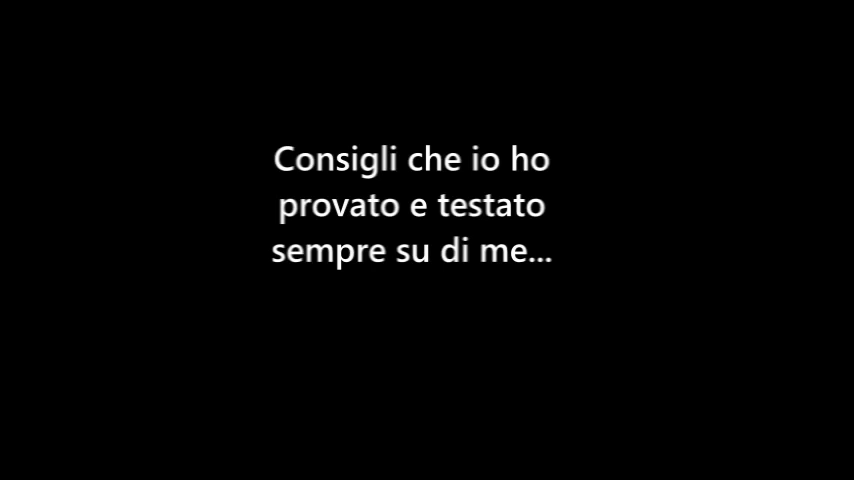 Consigli che io ho
provato e testato
sempre su di me...